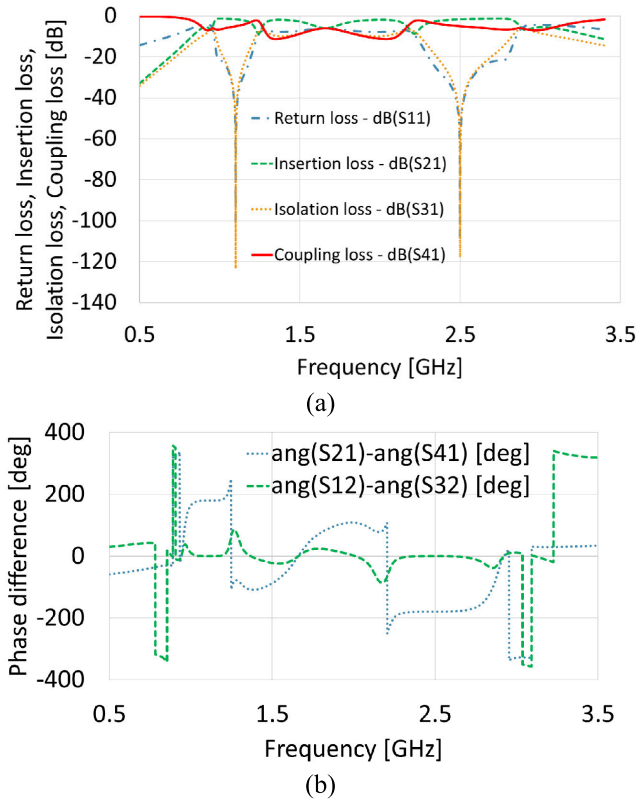 Return loss, Insertion loss,
Isolation loss, Coupling loss [dB]
0
-20
-40
-60
-80
-100
-120
-140
Return loss - dB(S11)
Insertion loss - dB(S21)
Isolation loss - dB(S31)
Coupling loss - dB(S41)
0.5
1.5
2.5
3.5
Frequency [GHz]
(a)
Phase difference [deg]
400
200
0
-200
-400
ang(S21)-ang(S41) [deg]
ang(S12)-ang(S32) [deg]
0.5
1.5
2.5
3.5
Frequency [GHz]
(b)